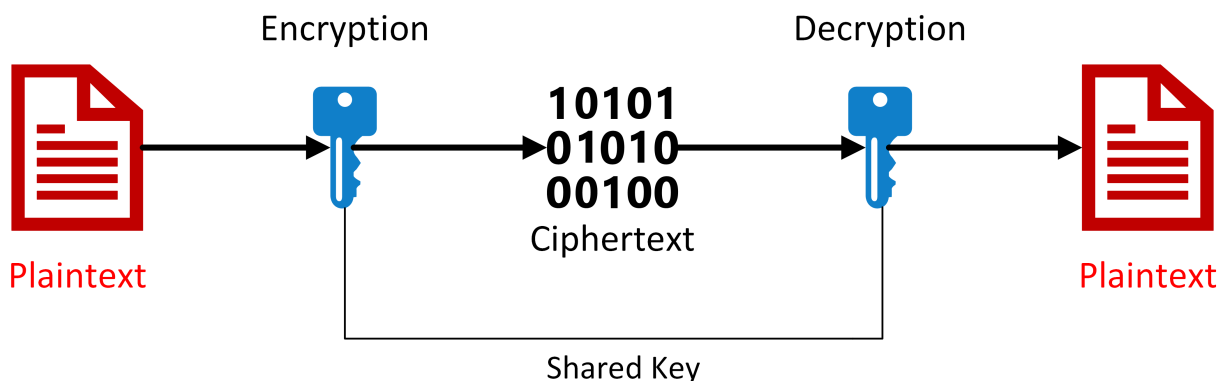 Encryption
Decryption
10101
01010
00100
Ciphertext
Plaintext
Plaintext
Shared Key